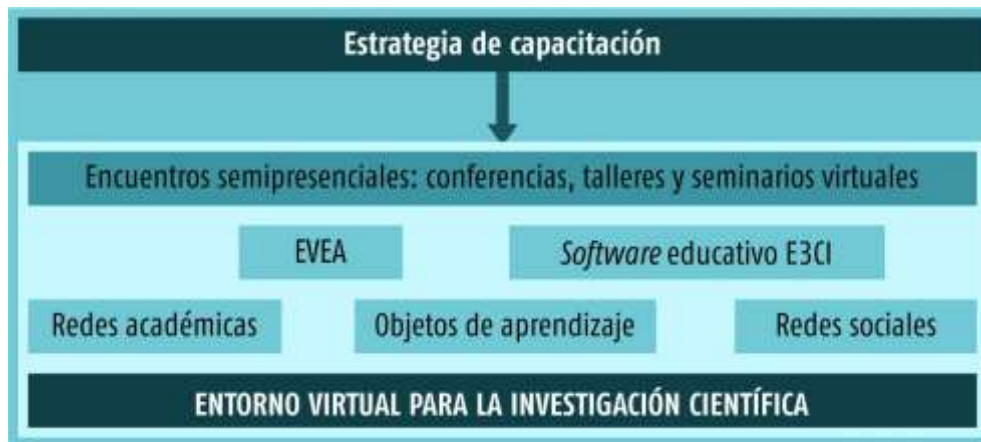 Estrategia de capacitación
Encuentros semipresenciales: conferencias, talleres y seminarios virtuales
EVEA
Software educativo E3CI
Redes académicas
Objetos de aprendizaje
Redes sociales
ENTORNO VIRTUAL PARA LA INVESTIGACIÓN CIENTÍFICA